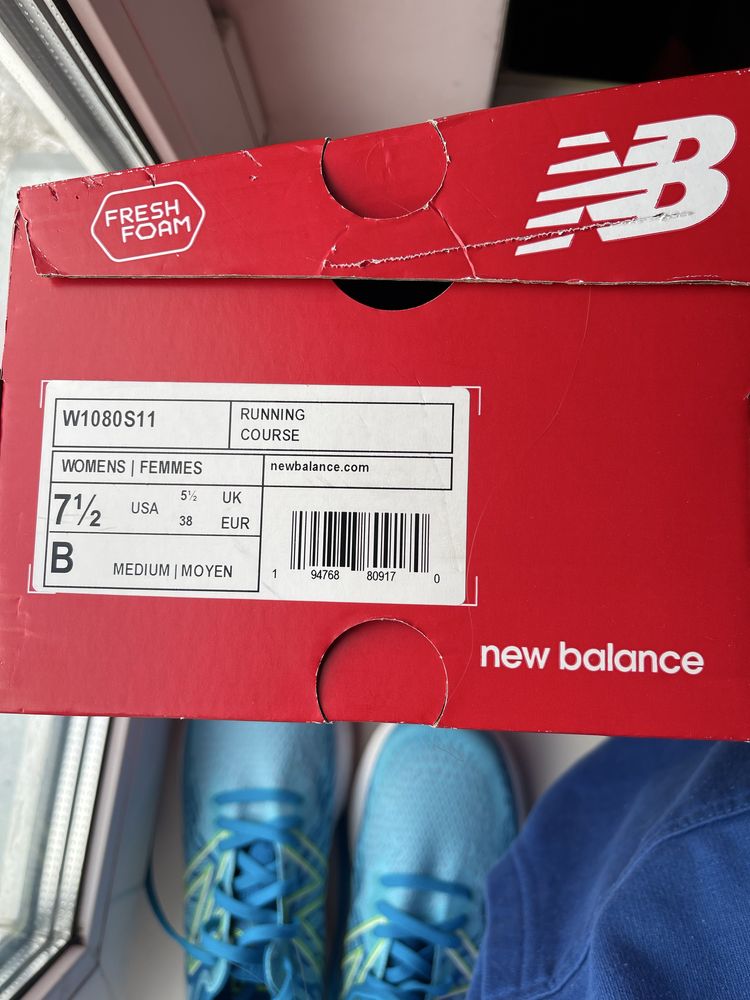 FRESH
FOAM
NB
W1080S11
RUNNING
COURSE
WOMENS | FEMMES
newbalance.com
7½ USA 5½ UK
38 EUR
B MEDIUM | MOYEN
1 94768 80917 0
new balance